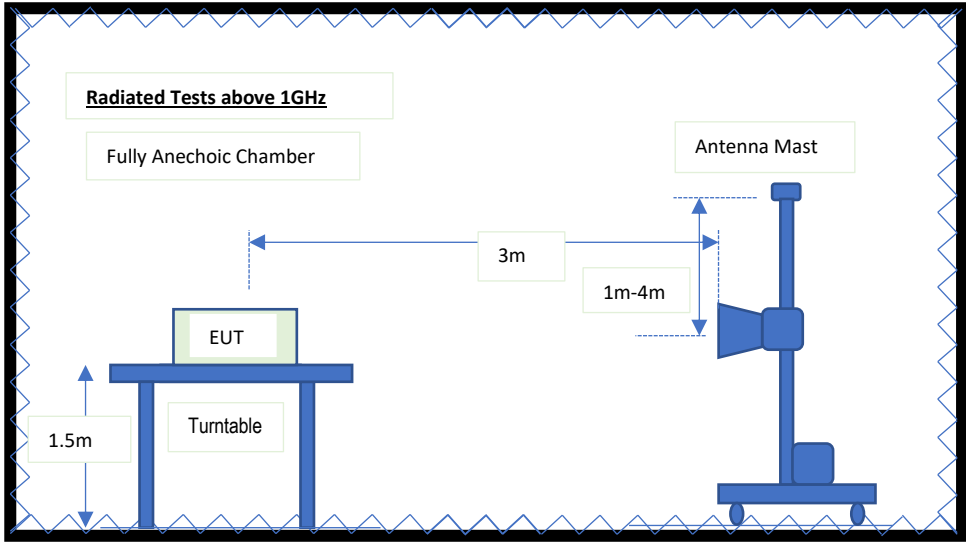 Radiated Tests above 1GHz
Fully Anechoic Chamber
Antenna Mast
3m
1m-4m
EUT
Turntable
1.5m